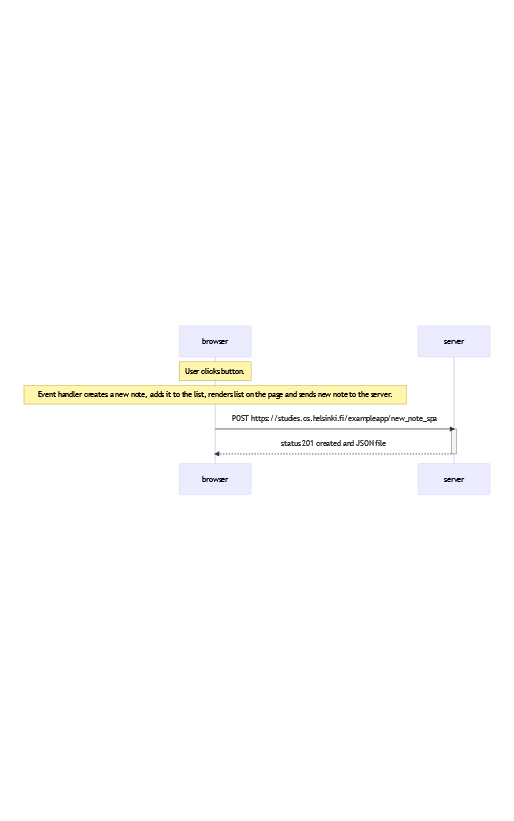 browser server
User clicks button.
Event handler creates a new note, adds it to the list, renders list on the page and sends new note to the server.
POST https://studies.cs.helsinki.fi/exampleapp/new_note_spa
status 201 created and JSON file
browser server